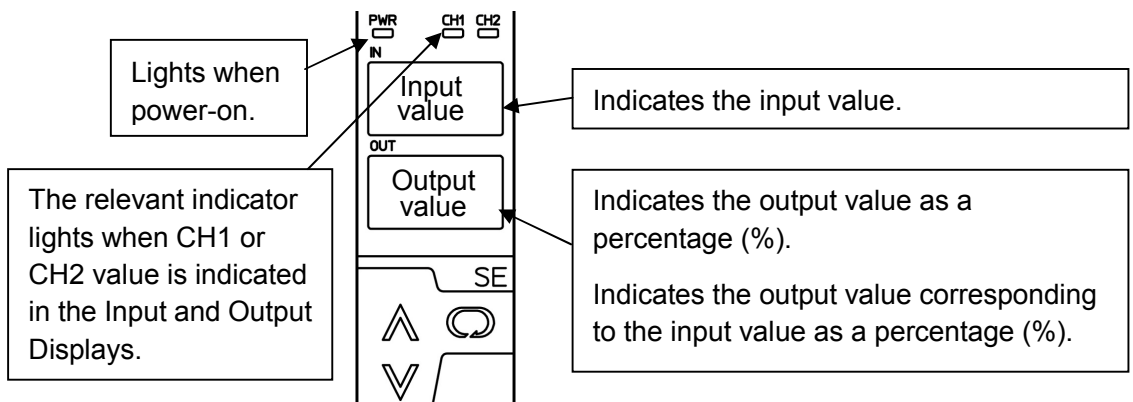 PWR CH1 CH2
IN
Input
value
OUT
Output
value
SE
Lights when
power-on.
The relevant indicator
lights when CH1 or
CH2 value is indicated
in the Input and Output
Displays.
Indicates the input value.
Indicates the output value as a
percentage (%).
Indicates the output value corresponding
to the input value as a percentage (%).